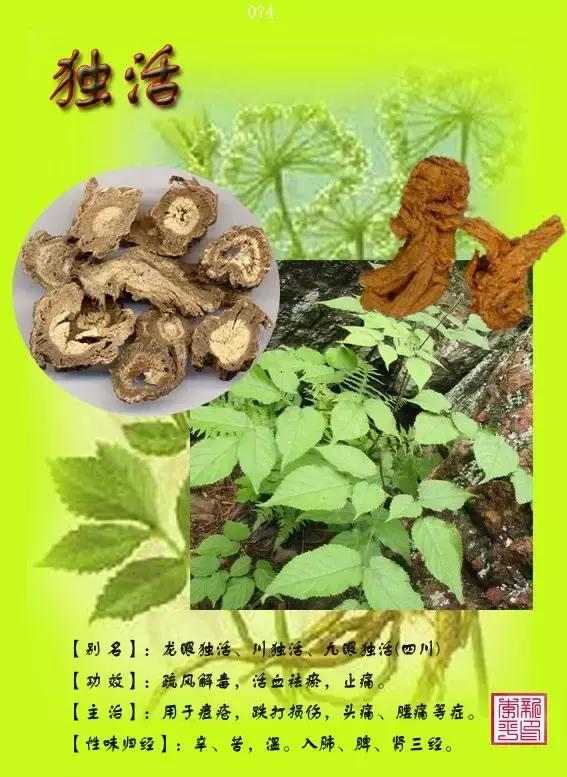 074
独活
【别名】：龙眼独活、川独活、九眼独活(四川)
【功效】：疏风解毒，活血祛瘀，止痛。
【主治】：用于痘疮，跌打损伤，头痛、腰痛等症。
【性味归经】：辛、苦，温。入肺、脾、肾三经。